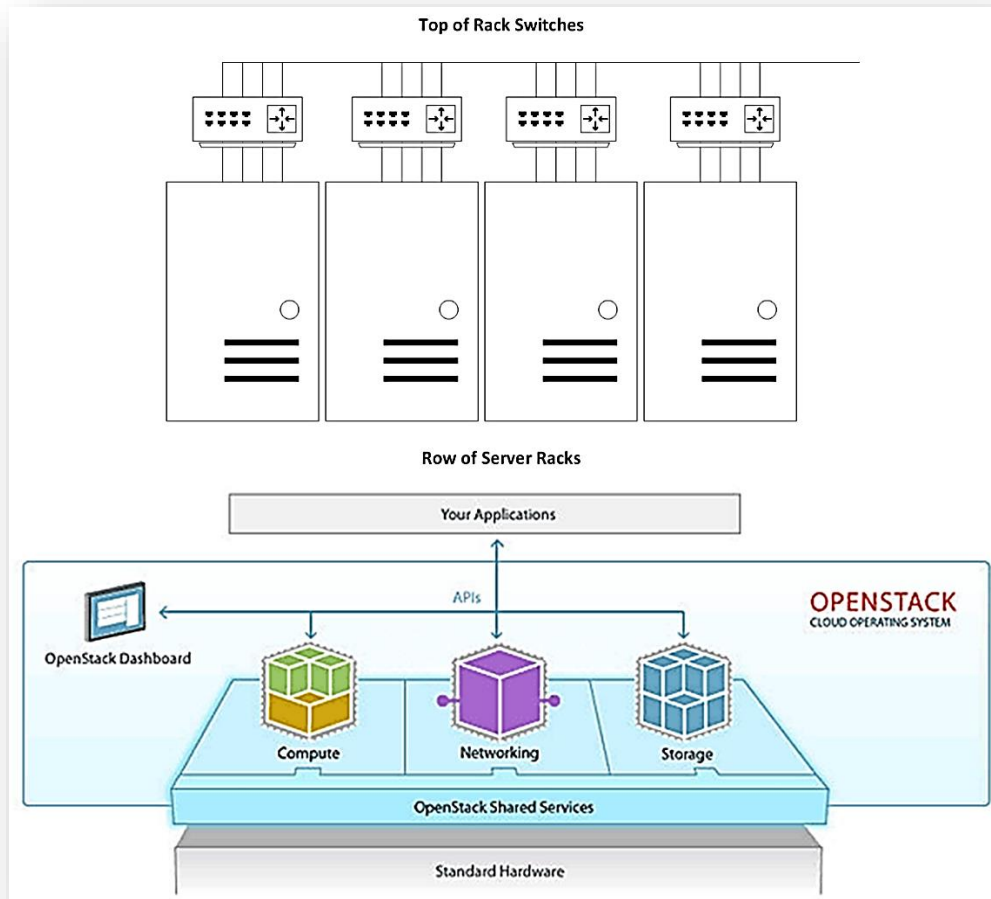 Top of Rack Switches
Row of Server Racks
Your Applications
APIs
OPENSTACK
CLOUD OPERATING SYSTEM
OpenStack Dashboard
Compute
Networking
Storage
OpenStack Shared Services
Standard Hardware